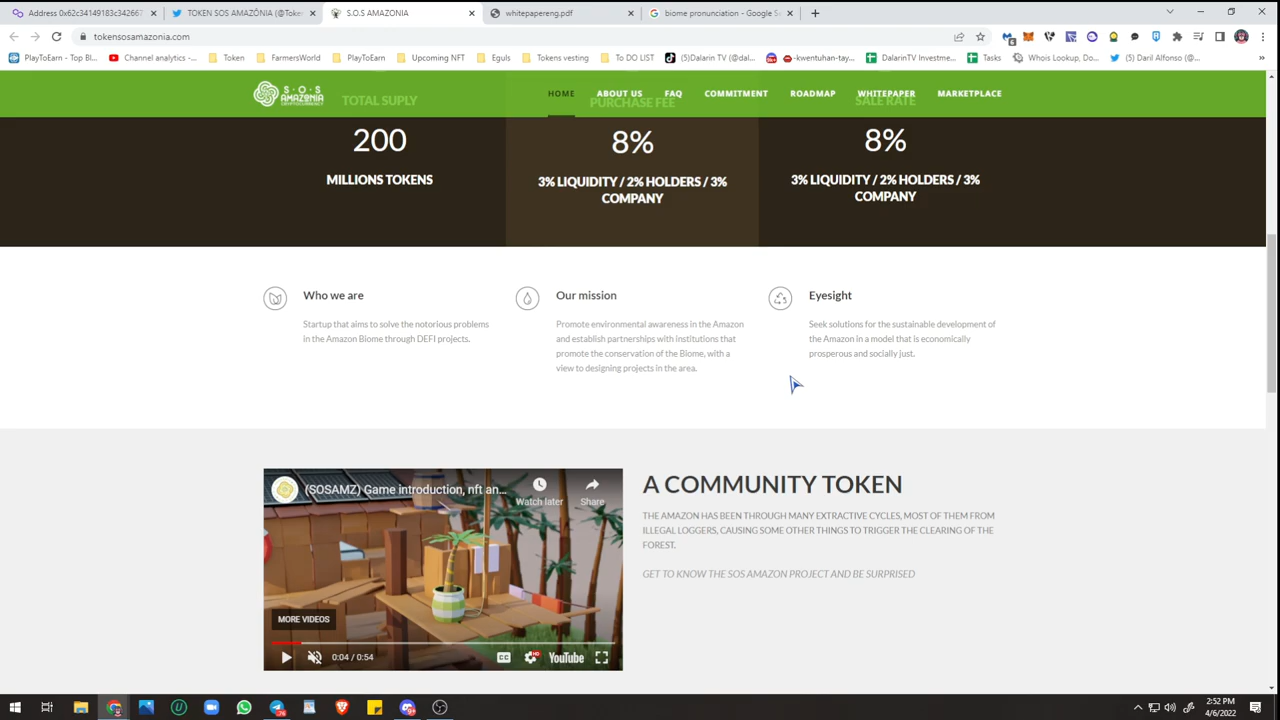 Address 0x62c34149183c342667
TOKEN SOS AMAZÔNIA (@Token
S.O.S AMAZONIA
whitepapereng.pdf
biome pronunciation - Google Se
tokensosamazonia.com
PlayToEarn - Top Bl...
Channel analytics -...
Token
FarmersWorld
PlayToEarn
Upcoming NFT
Eguls
Tokens vesting
To DO LIST
(5)Dalarin TV (@dal...
-kwentuhan-tay...
DalarinTV Investme...
Tasks
Whois Lookup, Do...
(5) Daril Alfonso (@...
S.O.S
AMAZONIA
CRYPTOCURRENCY
HOME
ABOUT US
FAQ
COMMITMENT
ROADMAP
WHITEPAPER
MARKETPLACE
TOTAL SUPLY
PURCHASE FEE
SALE RATE
200
8%
8%
MILLIONS TOKENS
3% LIQUIDITY / 2% HOLDERS / 3%
COMPANY
3% LIQUIDITY / 2% HOLDERS / 3%
COMPANY
Who we are
Startup that aims to solve the notorious problems
in the Amazon Biome through DEFI projects.
Our mission
Promote environmental awareness in the Amazon
and establish partnerships with institutions that
promote the conservation of the Biome, with a
view to designing projects in the area.
Eyesight
Seek solutions for the sustainable development of
the Amazon in a model that is economically
prosperous and socially just.
(SOSAMZ) Game introduction, nft an...
Watch later
Share
MORE VIDEOS
0:04 / 0:54
CC
HD
YouTube
A COMMUNITY TOKEN
THE AMAZON HAS BEEN THROUGH MANY EXTRACTIVE CYCLES, MOST OF THEM FROM
ILLEGAL LOGGERS, CAUSING SOME OTHER THINGS TO TRIGGER THE CLEARING OF THE
FOREST.
GET TO KNOW THE SOS AMAZON PROJECT AND BE SURPRISED
2:52 PM
4/6/2022